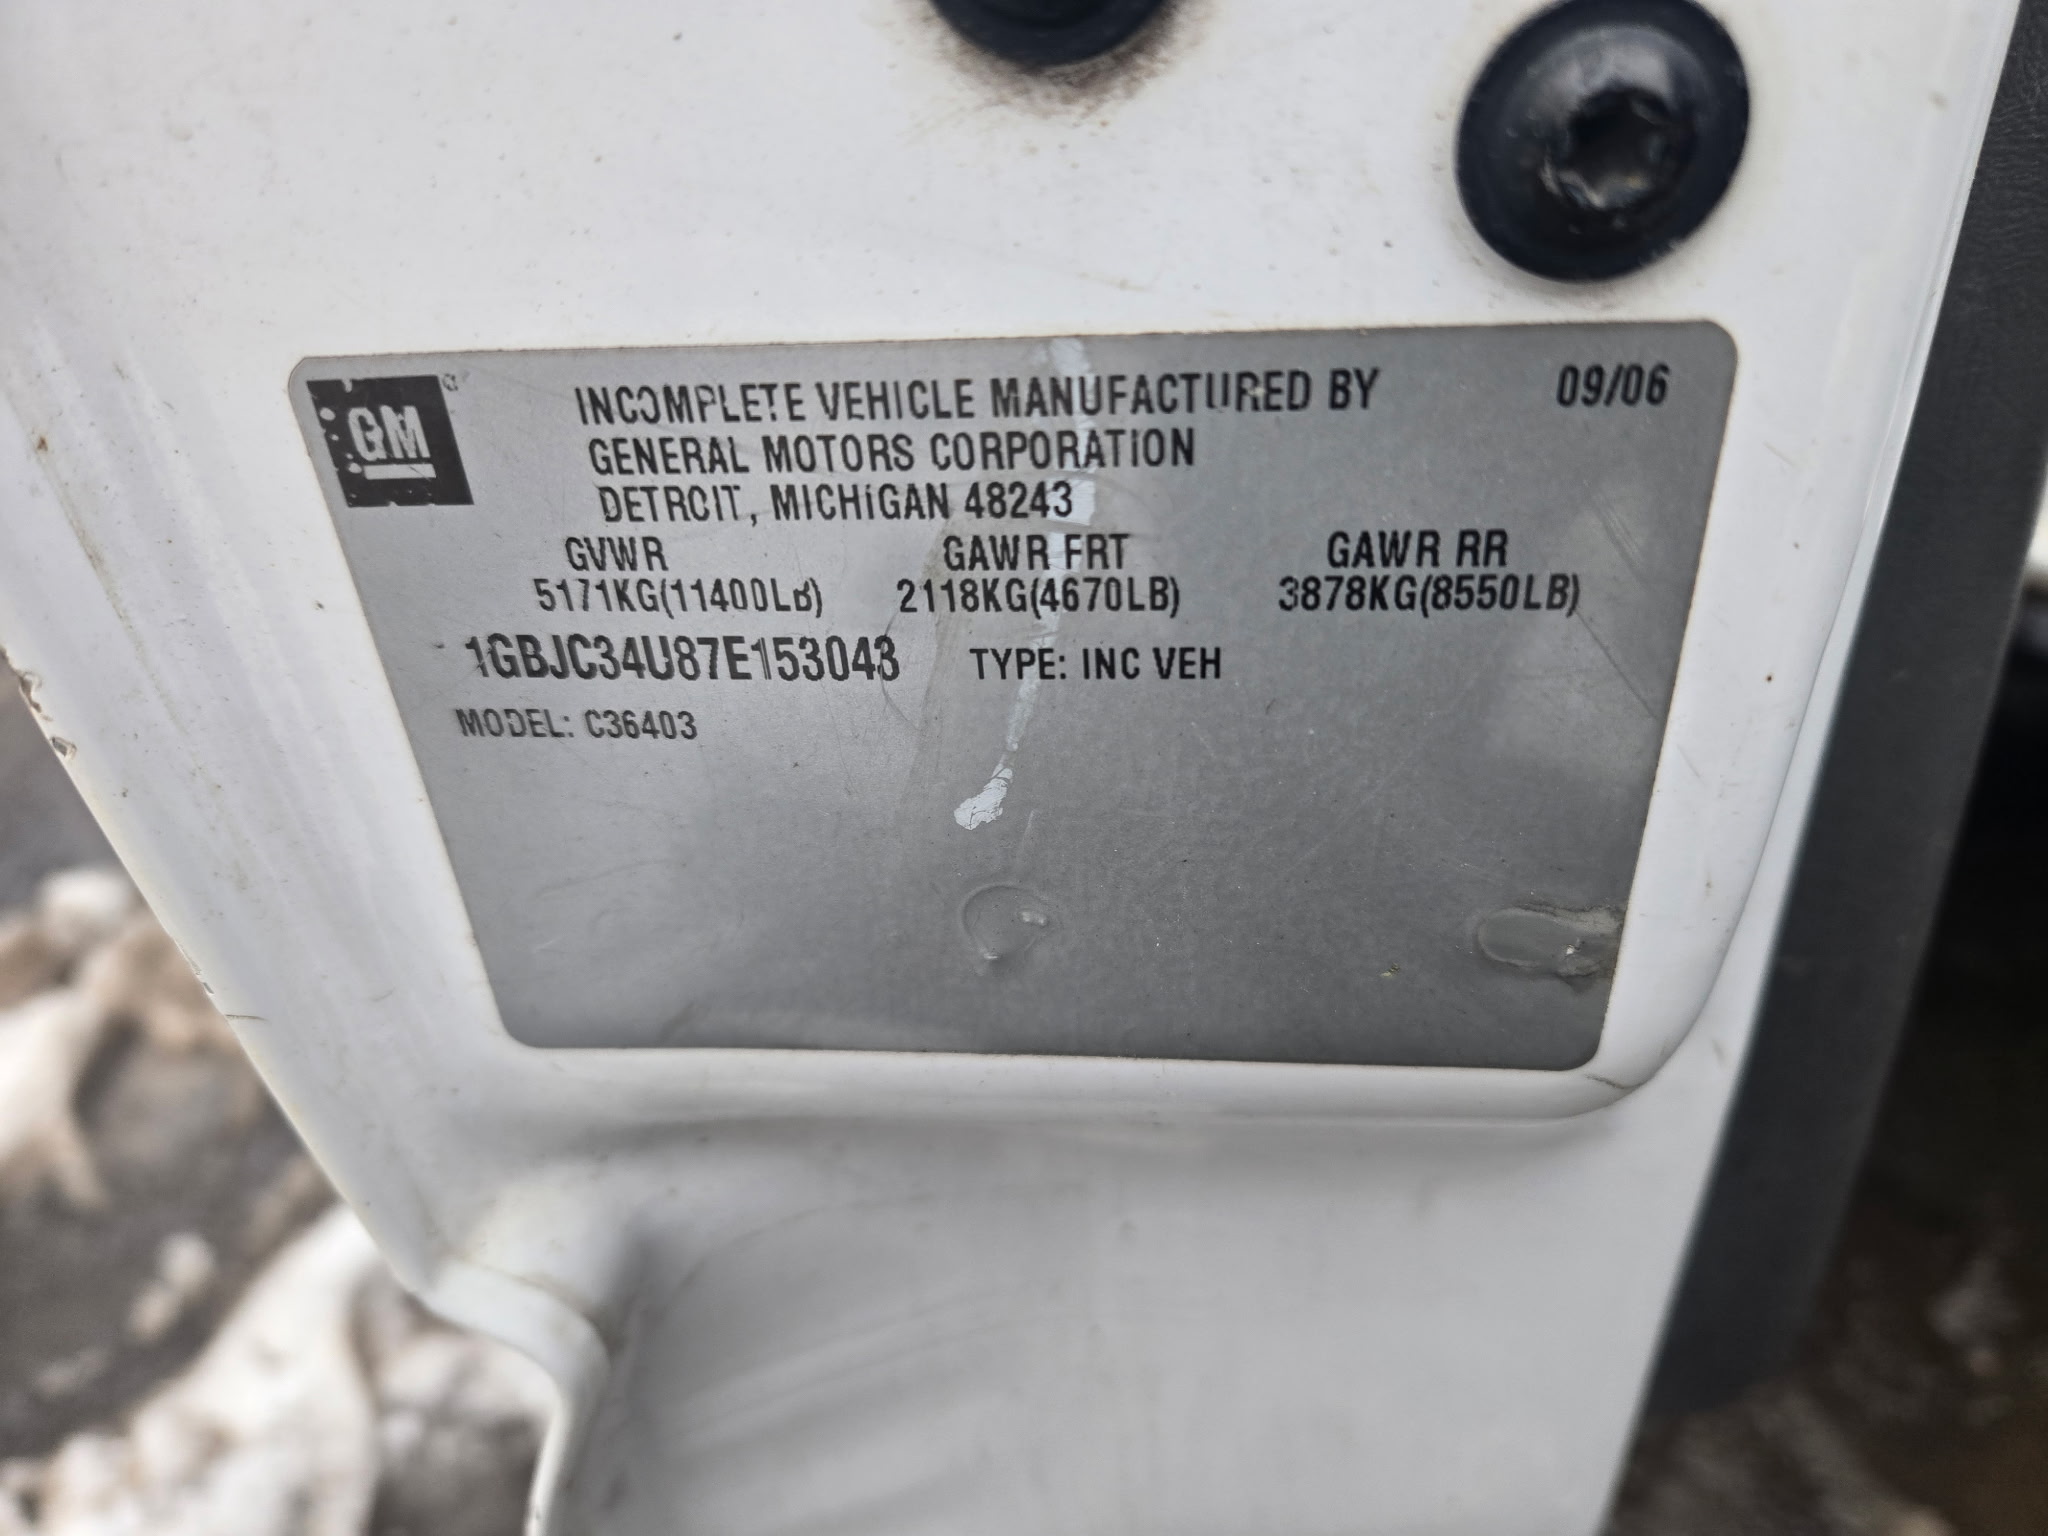 GM
INCOMPLETE VEHICLE MANUFACTURED BY 09/06
GENERAL MOTORS CORPORATION
DETROIT, MICHIGAN 48243
GVWR GAWR FRT GAWR RR
5171KG(11400LB) 2118KG(4670LB) 3878KG(8550LB)
1GBJC34U87E153043 TYPE: INC VEH
MODEL: C36403